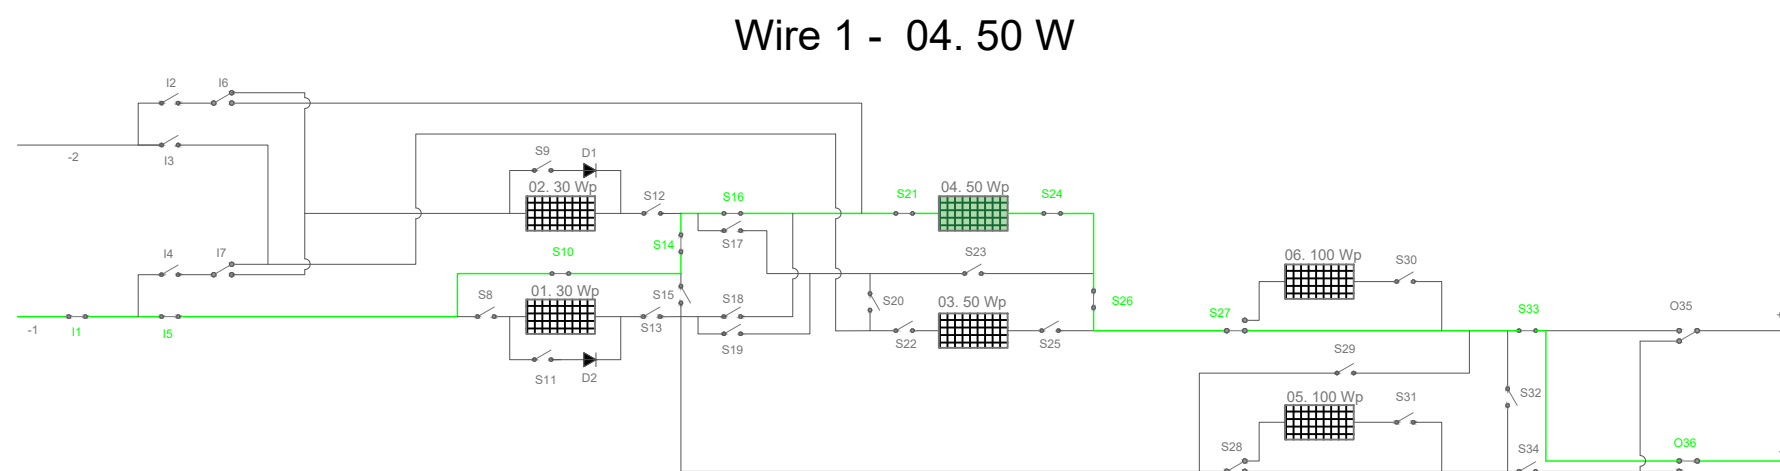 Wire 1 -  04. 50 W
I2
I6
-2
I3
S9
D1
02. 30 Wp
S12
S16
S21
04. 50 Wp
S24
S14
S17
I4
I7
S10
S23
06. 100 Wp
S30
01. 30 Wp
S8
S15
S18
S20
03. 50 Wp
S26
S27
S33
O35
-1
I1
I5
S13
S19
S22
S25
S29
S11
D2
S32
05. 100 Wp
S31
S28
S34
O36